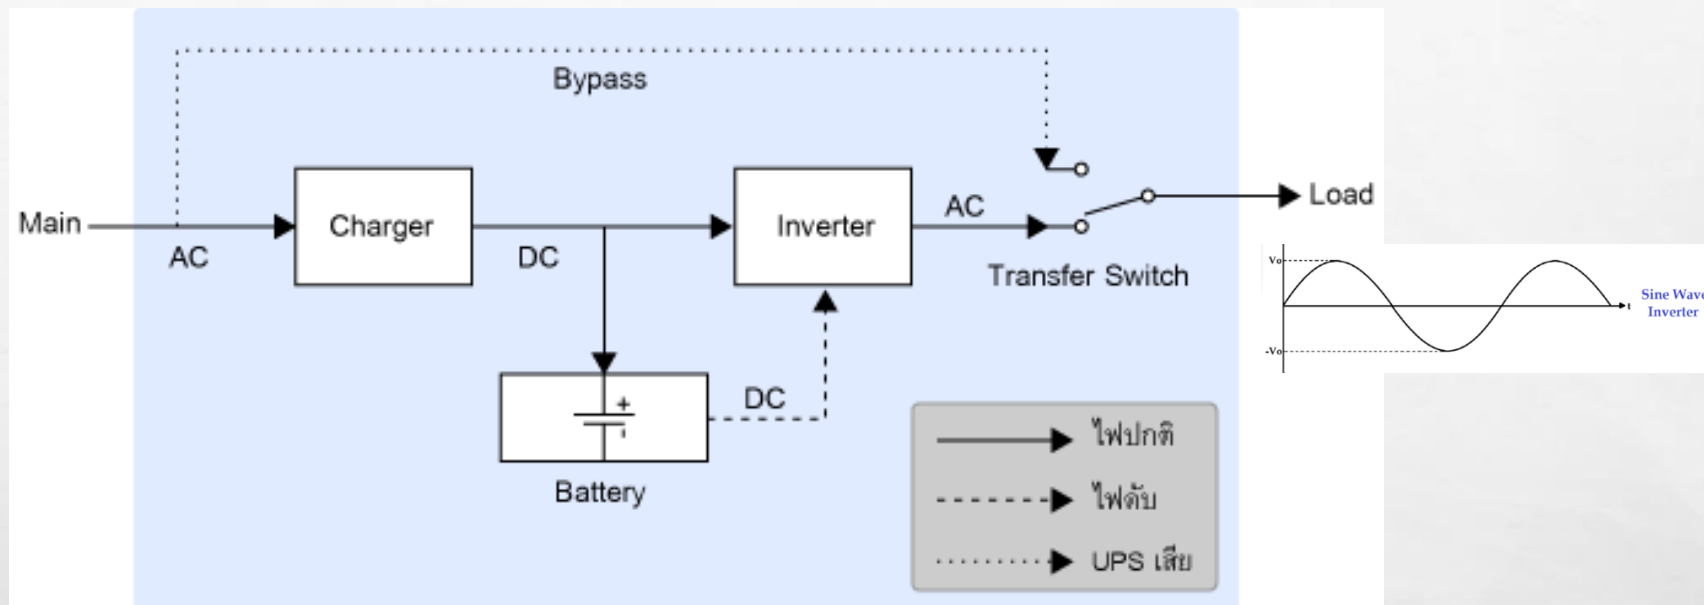 Bypass
Main
AC
Charger
DC
Inverter
AC
Load
Transfer Switch
Vo
-Vo
t
Sine Wave
Inverter
+
-
DC
Battery
ไฟปกติ
ไฟดับ
UPS เสีย